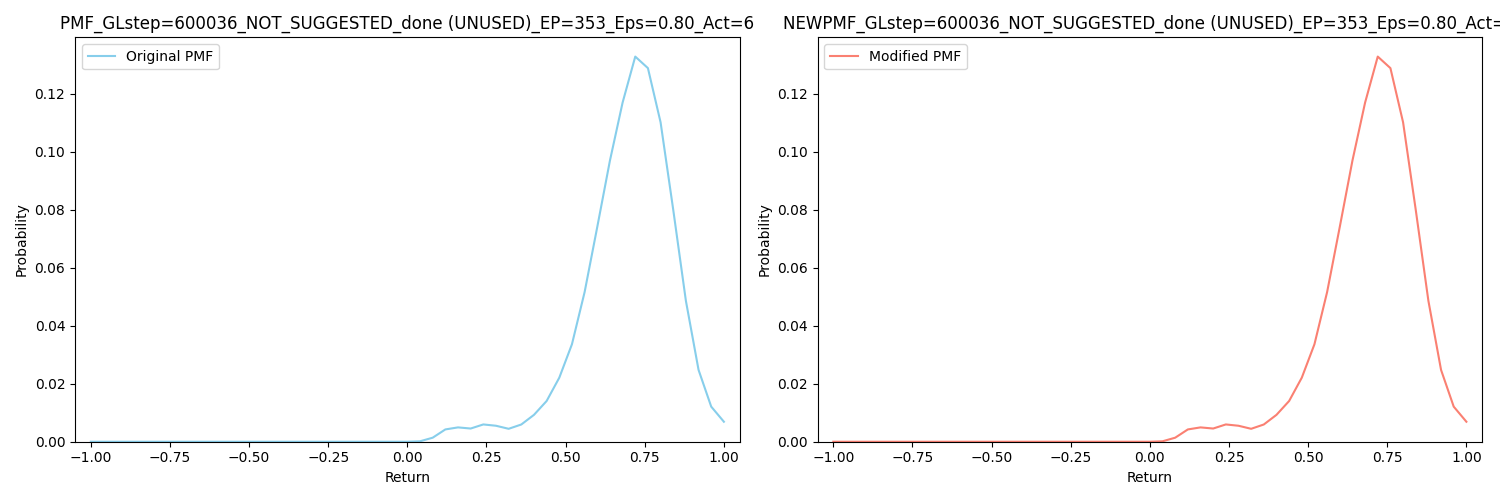 PMF_GLstep=600036_NOT_SUGGESTED_done (UNUSED)_EP=353_Eps=0.80_Act=6
Original PMF
Probability
0.12
0.10
0.08
0.06
0.04
0.02
0.00
−1.00 −0.75 −0.50 −0.25 0.00 0.25 0.50 0.75 1.00
Return
NEWPMF_GLstep=600036_NOT_SUGGESTED_done (UNUSED)_EP=353_Eps=0.80_Act=
Modified PMF
Probability
0.12
0.10
0.08
0.06
0.04
0.02
0.00
−1.00 −0.75 −0.50 −0.25 0.00 0.25 0.50 0.75 1.00
Return